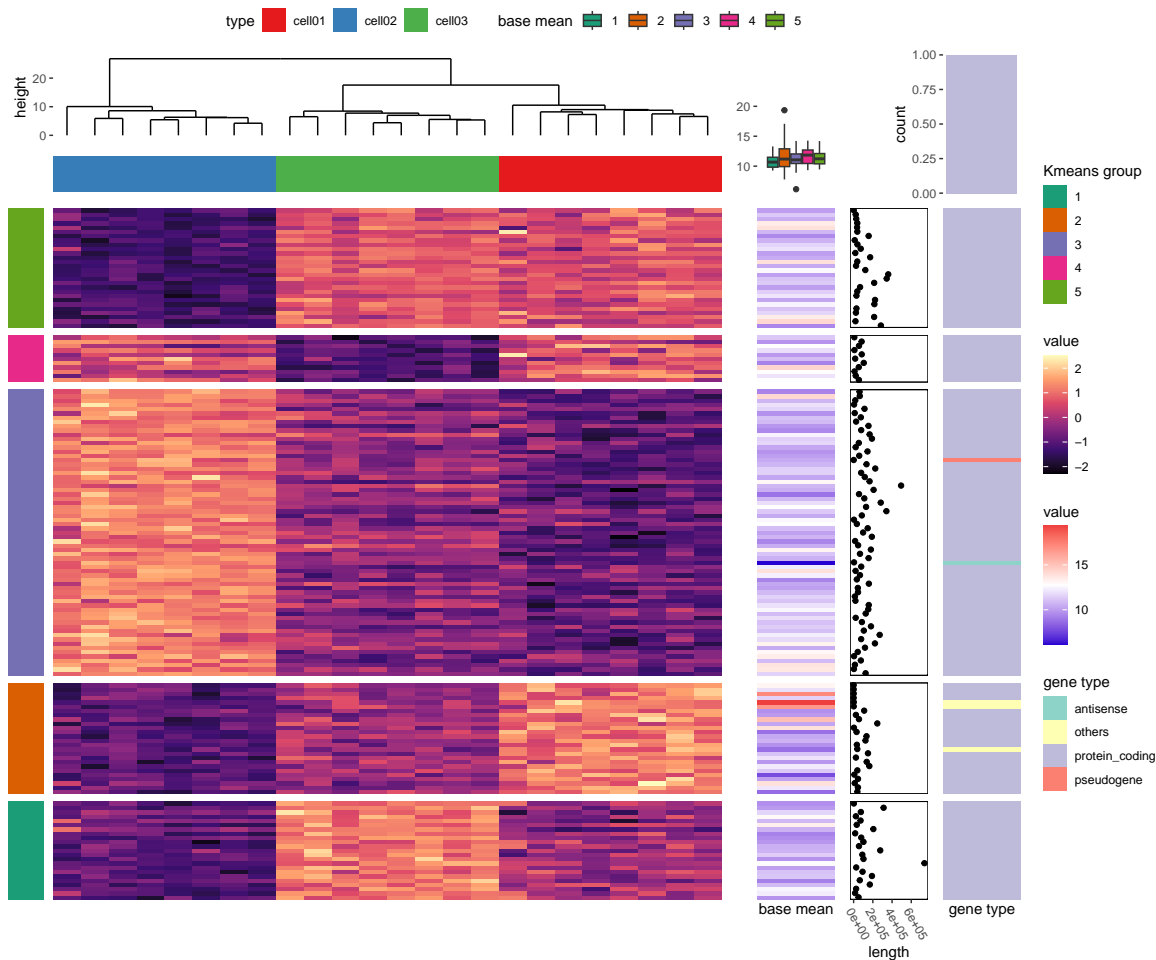 type cell01 cell02 cell03 base mean 1 2 3 4 5
height
20
10
0
20
15
10
count
1.00
0.75
0.50
0.25
0.00
Kmeans group
1
2
3
4
5
value
2
1
0
−1
−2
value
15
10
gene type
antisense
others
protein_coding
pseudogene
base mean
0e+00
2e+05
4e+05
6e+05
length
gene type